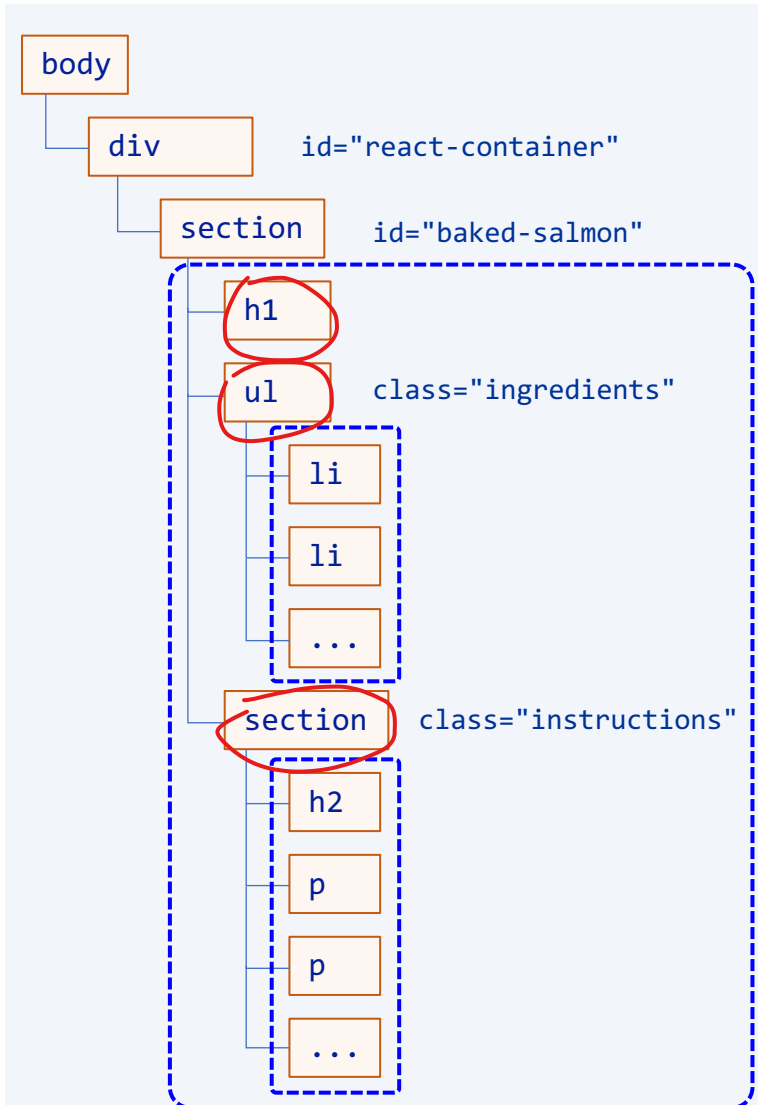 body
div id="react-container"
section id="baked-salmon"
h1
ul class="ingredients"
li
li
...
section class="instructions"
h2
p
p
...